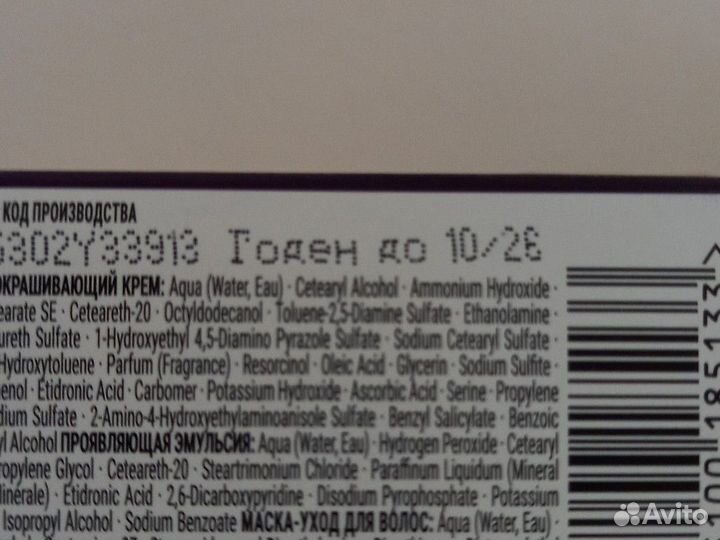 КОД ПРОИЗВОДСТВА
6302Y33913 Годен до 10/26
ОКРАШИВАЮЩИЙ КРЕМ: Aqua (Water, Eau) · Cetearyl Alcohol · Ammonium Hydroxide ·
earate SE · Ceteareth-20 · Octyldodecanol · Toluene-2,5-Diamine Sulfate · Ethanolamine ·
ureth Sulfate · 1-Hydroxyethyl 4,5-Diamino Pyrazole Sulfate · Sodium Cetearyl Sulfate ·
Hydroxytoluene · Parfum (Fragrance) · Resorcinol · Oleic Acid · Glycerin · Sodium Sulfite ·
enol · Etidronic Acid · Carbomer · Potassium Hydroxide · Ascorbic Acid · Serine · Propylene
dium Sulfate · 2-Amino-4-Hydroxyethylaminoanisole Sulfate · Benzyl Salicylate · Benzoic
yl Alcohol ПРОЯВЛЯЮЩАЯ ЭМУЛЬСИЯ: Aqua (Water, Eau) · Hydrogen Peroxide · Cetearyl
ropylene Glycol · Ceteareth-20 · Steartrimonium Chloride · Paraffinum Liquidum (Mineral
Minérale) · Etidronic Acid · 2,6-Dicarboxypyridine · Disodium Pyrophosphate · Potassium
Isopropyl Alcohol · Sodium Benzoate МАСКА-УХОД ДЛЯ ВОЛОС: Aqua (Water, Eau) ·
00 185133 >
Avito